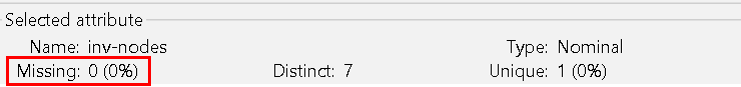 Selected attribute
Name: inv-nodes Type: Nominal
Missing: 0 (0%) Distinct: 7 Unique: 1 (0%)